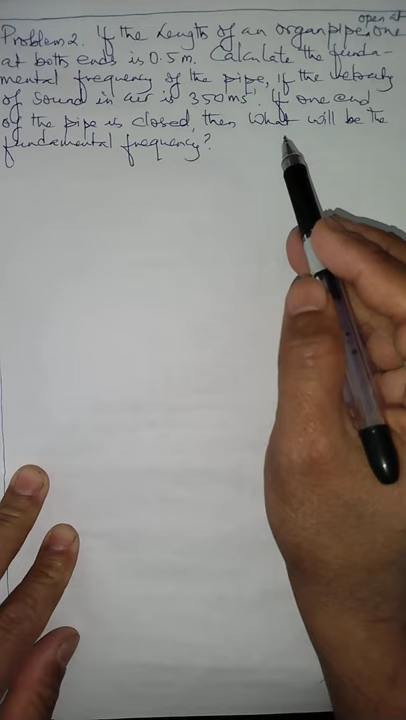 open at
Problem 2. If the Length of an organ pipe, one
at both ends is 0.5 m. Calculate the funda-
mental frequency of the pipe, if the velocity
of sound in air is 350 ms⁻¹. If one end
of the pipe is closed, then what will be the
fundamental frequency?